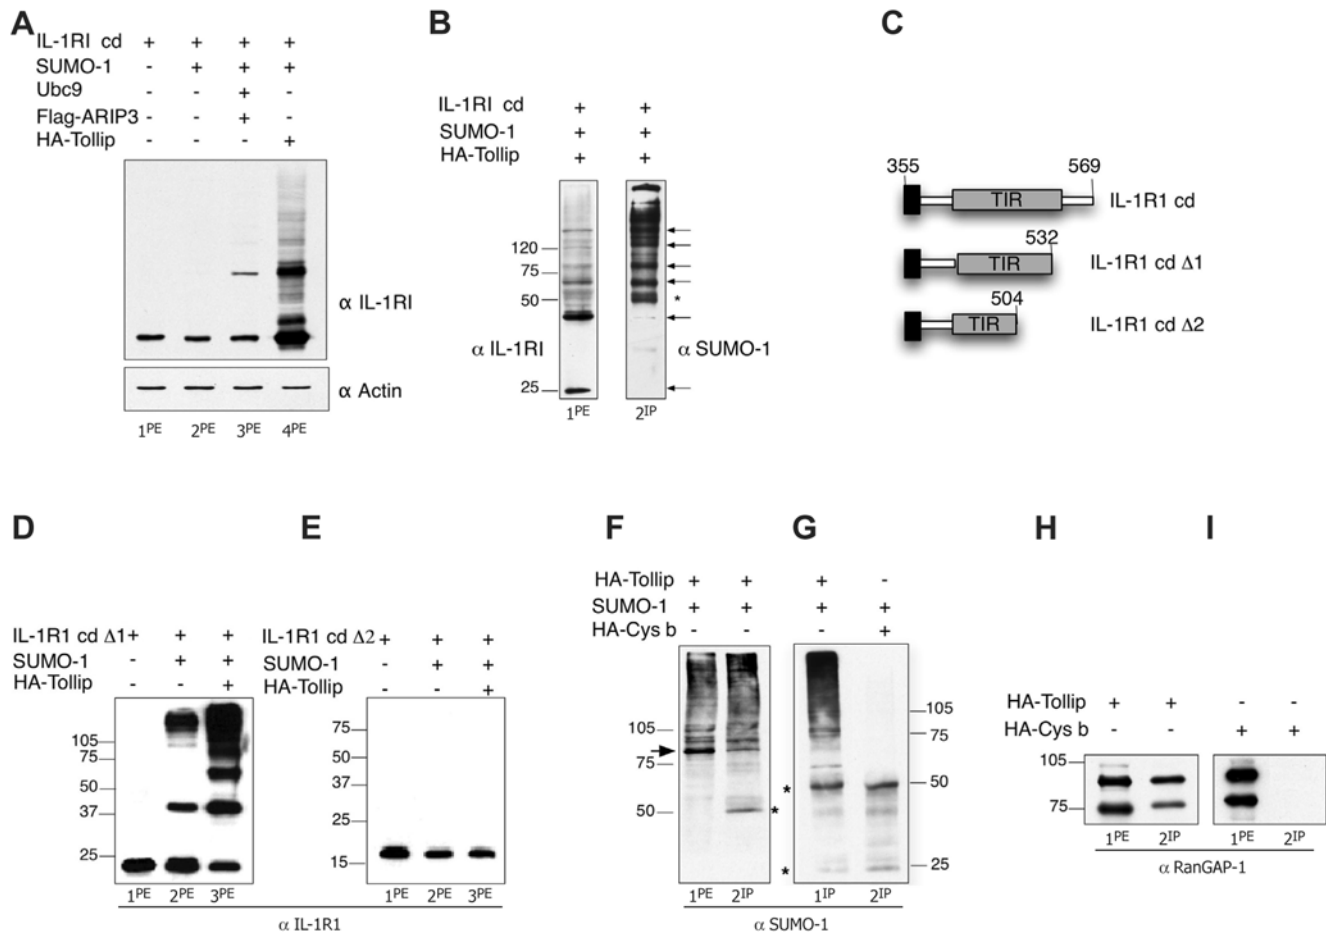 A
IL-1RI cd + + + +
SUMO-1 - + + +
Ubc9 - - + -
Flag-ARIP3 - - + -
HA-Tollip - - - +
α IL-1RI
α Actin
1PE 2PE 3PE 4PE
B
IL-1RI cd + +
SUMO-1 + +
HA-Tollip + +
120
75
50
*
α IL-1RI α SUMO-1
25
1PE 2IP
C
355 569
TIR IL-1R1 cd
532
TIR IL-1R1 cd Δ1
504
TIR IL-1R1 cd Δ2
D
IL-1R1 cd Δ1 + + +
SUMO-1 - + +
HA-Tollip - - +
105
75
50
37
25
1PE 2PE 3PE
E
IL-1R1 cd Δ2 + + +
SUMO-1 - + +
HA-Tollip - - +
75
50
37
25
15
1PE 2PE 3PE
α IL-1R1
F G
HA-Tollip + + + -
SUMO-1 + + + +
HA-Cys b - - - +
105
75
50
*
1PE 2IP
105
75
50
*
25
*
1IP 2IP
α SUMO-1
H I
HA-Tollip + + - -
HA-Cys b - - + +
105 105
75 75
1PE 2IP 1PE 2IP
α RanGAP-1